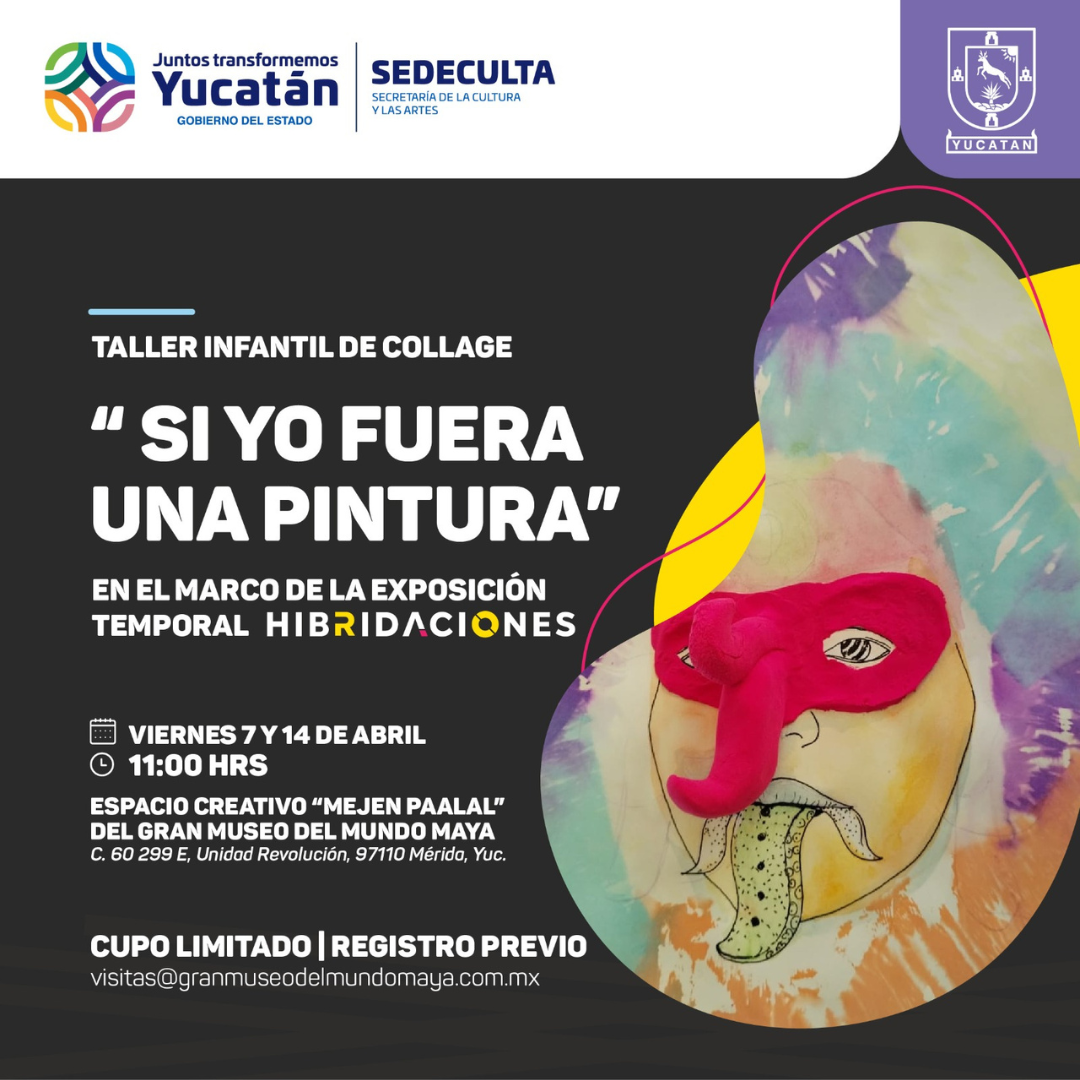 Juntos transformemos
Yucatán
GOBIERNO DEL ESTADO
SEDECULTA
SECRETARÍA DE LA CULTURA
Y LAS ARTES
YUCATAN
TALLER INFANTIL DE COLLAGE
“ SI YO FUERA
UNA PINTURA”
EN EL MARCO DE LA EXPOSICIÓN
TEMPORAL HIBRIDACIONES
VIERNES 7 Y 14 DE ABRIL
11:00 HRS
ESPACIO CREATIVO “MEJEN PAALAL”
DEL GRAN MUSEO DEL MUNDO MAYA
C. 60 299 E, Unidad Revolución, 97110 Mérida, Yuc.
CUPO LIMITADO | REGISTRO PREVIO
visitas@granmuseodelmundomaya.com.mx